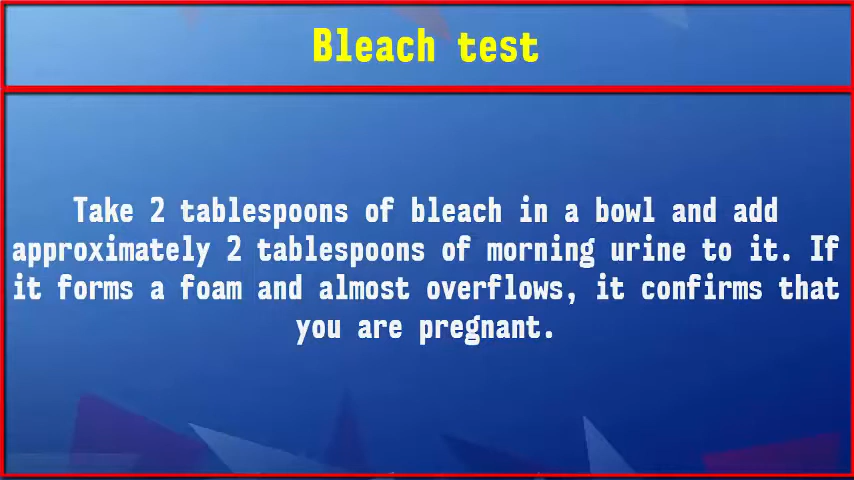 Bleach test
Take 2 tablespoons of bleach in a bowl and add
approximately 2 tablespoons of morning urine to it. If
it forms a foam and almost overflows, it confirms that
you are pregnant.